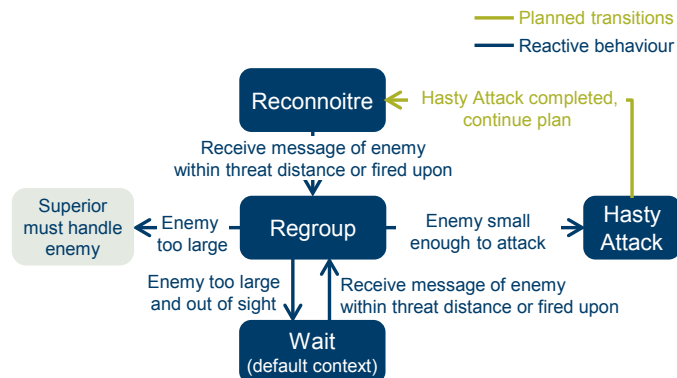 Planned transitions
Reactive behaviour
Reconnoitre
Hasty Attack completed,
continue plan
Receive message of enemy
within threat distance or fired upon
Superior
must handle
enemy
Enemy
too large
Regroup
Enemy small
enough to attack
Hasty
Attack
Enemy too large
and out of sight
Receive message of enemy
within threat distance or fired upon
Wait
(default context)